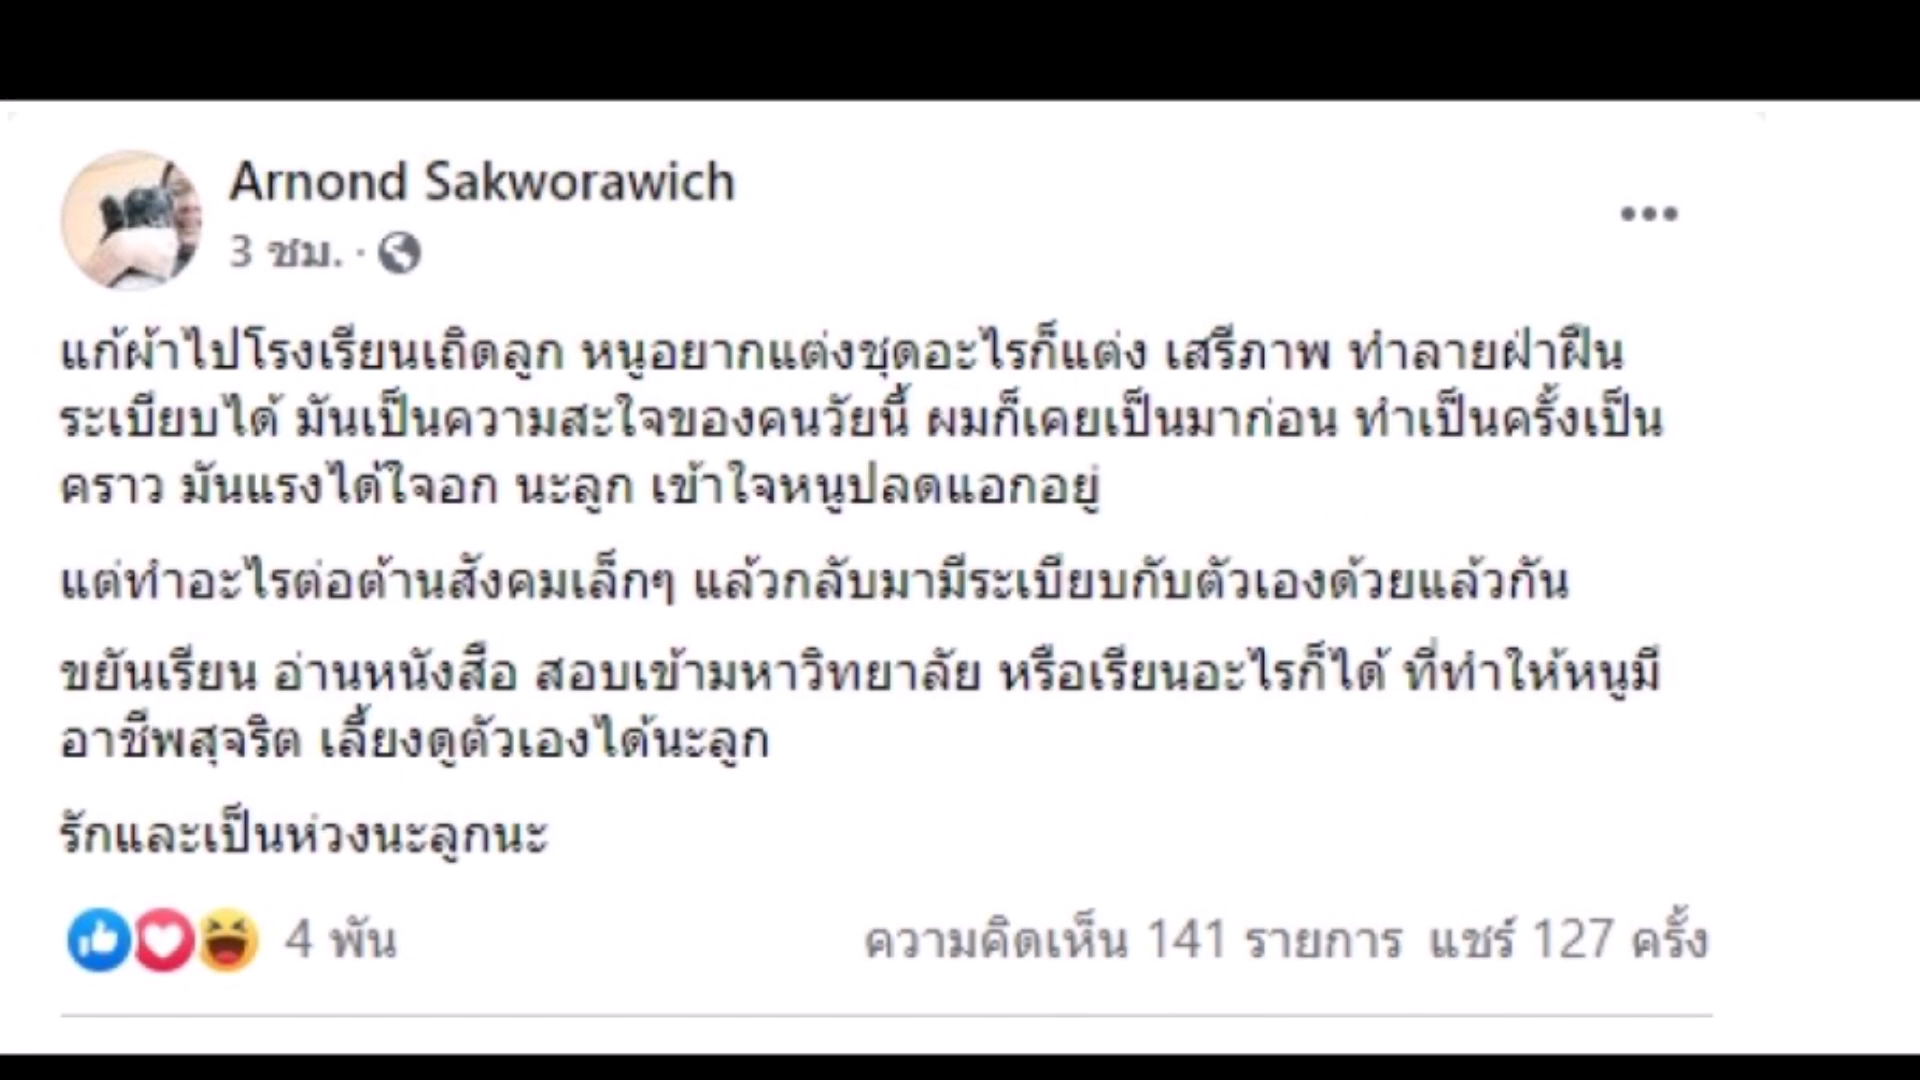 Arnond Sakworawich
3 ชม. ·
แก้ผ้าไปโรงเรียนเถิดลูก หนูอยากแต่งชุดอะไรก็แต่ง เสรีภาพ ทำลายฝ่าฝืน
ระเบียบได้ มันเป็นความสะใจของคนวัยนี้ ผมก็เคยเป็นมาก่อน ทำเป็นครั้งเป็น
คราว มันแรงได้ใจอก นะลูก เข้าใจหนูปลดแอกอยู่
แต่ทำอะไรต่อต้านสังคมเล็กๆ แล้วกลับมามีระเบียบกับตัวเองด้วยแล้วกัน
ขยันเรียน อ่านหนังสือ สอบเข้ามหาวิทยาลัย หรือเรียนอะไรก็ได้ ที่ทำให้หนูมี
อาชีพสุจริต เลี้ยงดูตัวเองได้นะลูก
รักและเป็นห่วงนะลูกนะ
4 พัน ความคิดเห็น 141 รายการ แชร์ 127 ครั้ง